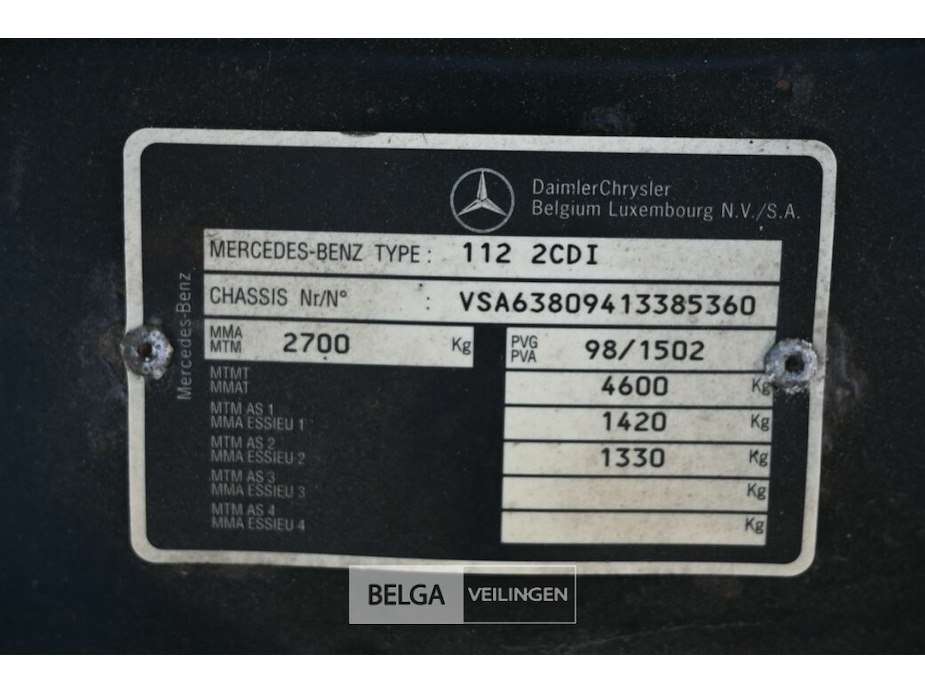 DaimlerChrysler
Belgium Luxembourg N.V./S.A.
Mercedes-Benz
MERCEDES-BENZ TYPE : 112 2CDI
CHASSIS Nr/N° : VSA63809413385360
MMA MTM 2700 Kg
PVG PVA 98/1502
MTMT MMAT 4600 Kg
MTM AS 1 MMA ESSIEU 1 1420 Kg
MTM AS 2 MMA ESSIEU 2 1330 Kg
MTM AS 3 MMA ESSIEU 3 Kg
MTM AS 4 MMA ESSIEU 4 Kg
BELGA VEILINGEN